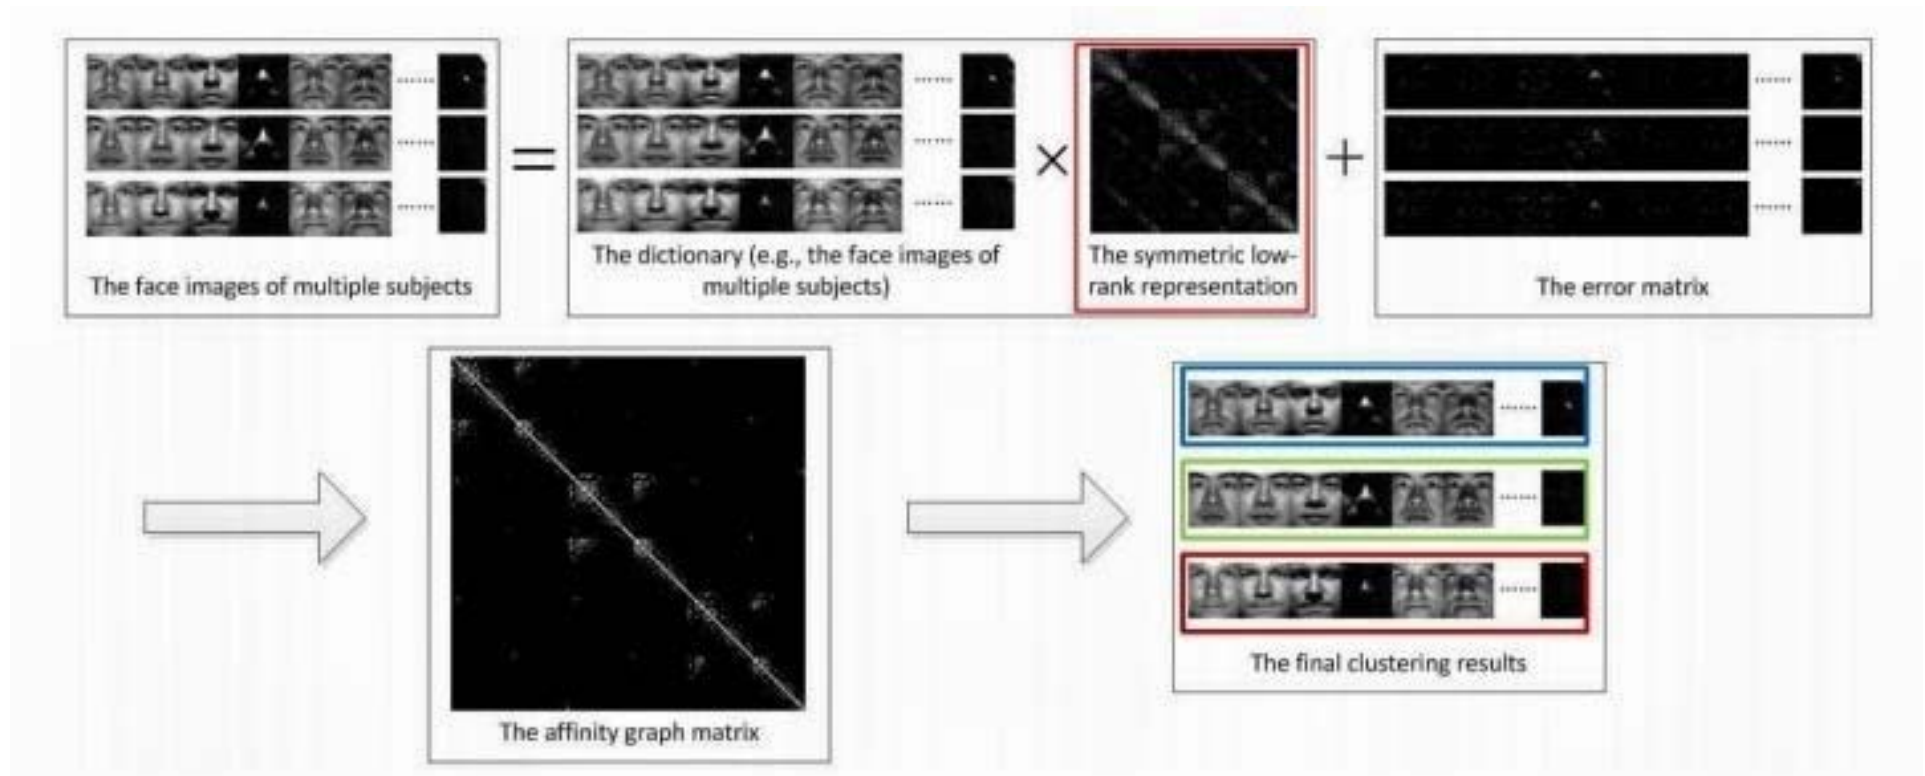 =
×
+
......
......
......
......
......
......
......
......
......
The face images of multiple subjects
The dictionary (e.g., the face images of
multiple subjects)
The symmetric low-
rank representation
The error matrix
The affinity graph matrix
......
......
......
The final clustering results